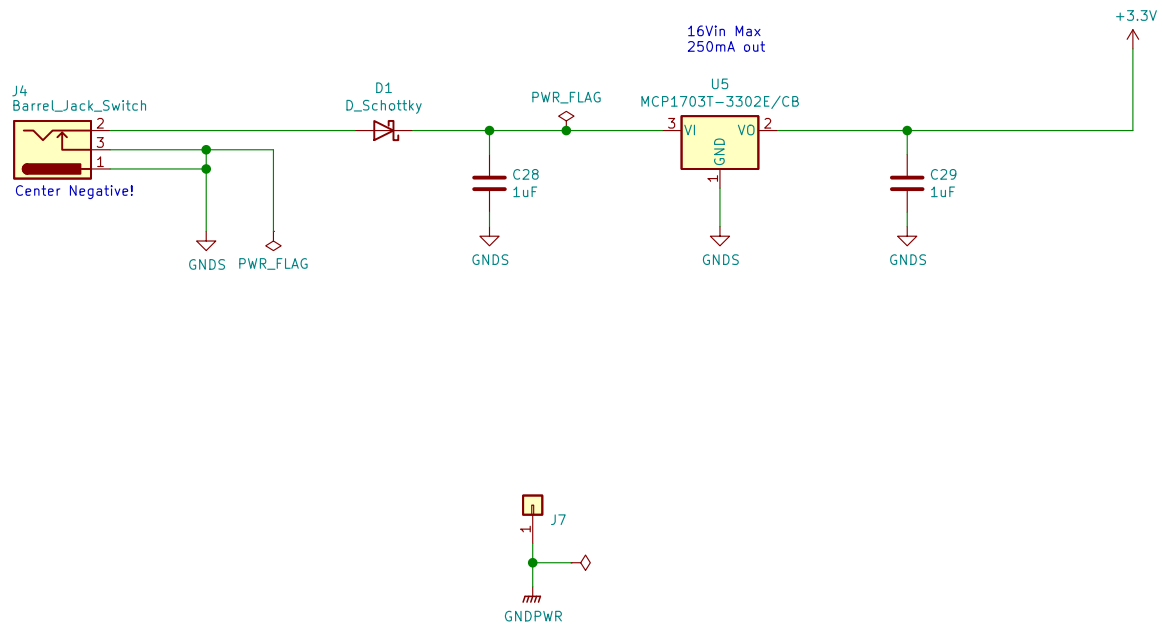 +3.3V
16Vin Max
250mA out
J4
Barrel_Jack_Switch
2
3
1
Center Negative!
GNDS
PWR_FLAG
D1
D_Schottky
C28
1uF
GNDS
PWR_FLAG
U5
MCP1703T-3302E/CB
3
VI
VO
2
GND
1
GNDS
C29
1uF
GNDS
J7
1
GNDPWR